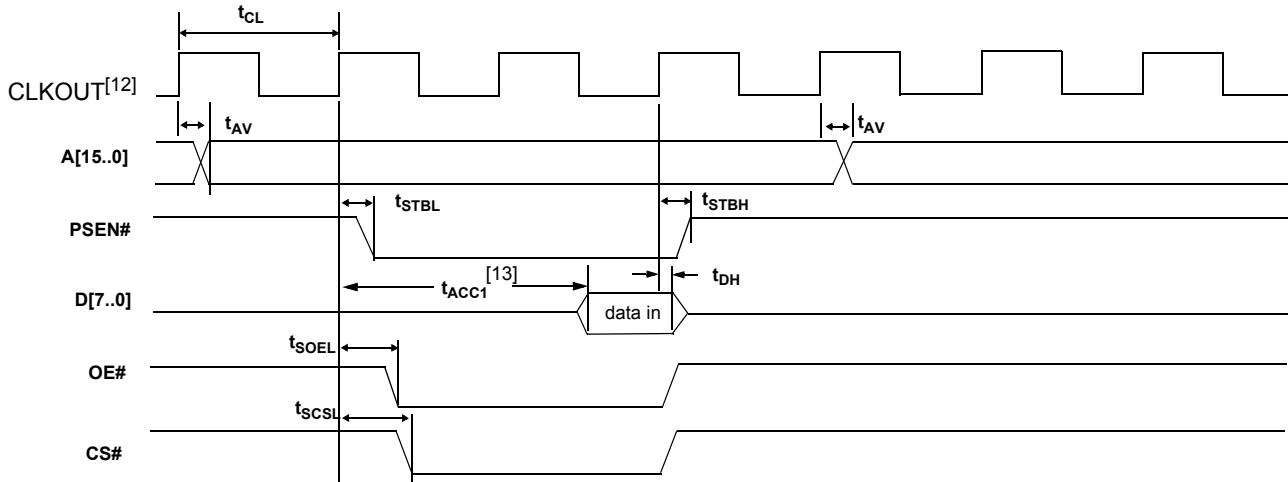 tCL
CLKOUT[12]
tAV
tAV
A[15..0]
tSTBL
tSTBH
PSEN#
[13]
tACC1
tDH
D[7..0]
data in
tSOEL
OE#
tSCSL
CS#